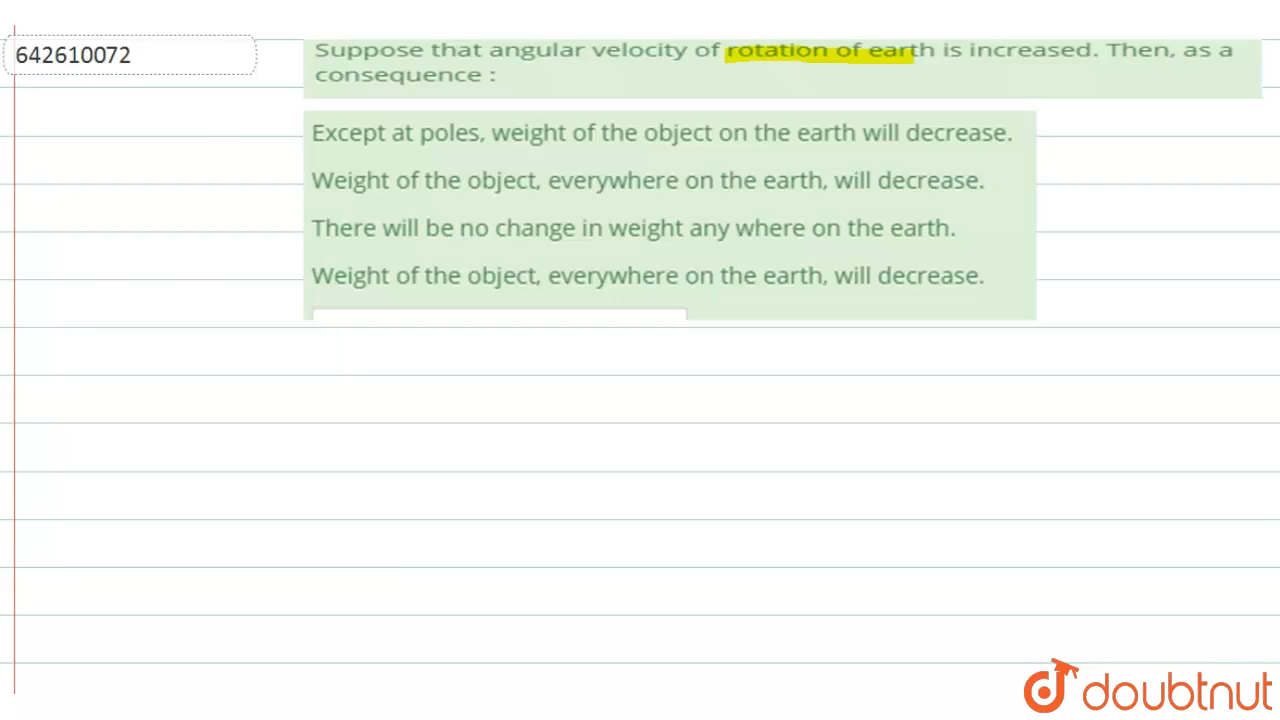 642610072
Suppose that angular velocity of rotation of earth is increased. Then, as a
consequence :
Except at poles, weight of the object on the earth will decrease.
Weight of the object, everywhere on the earth, will decrease.
There will be no change in weight any where on the earth.
Weight of the object, everywhere on the earth, will decrease.
doubtnut